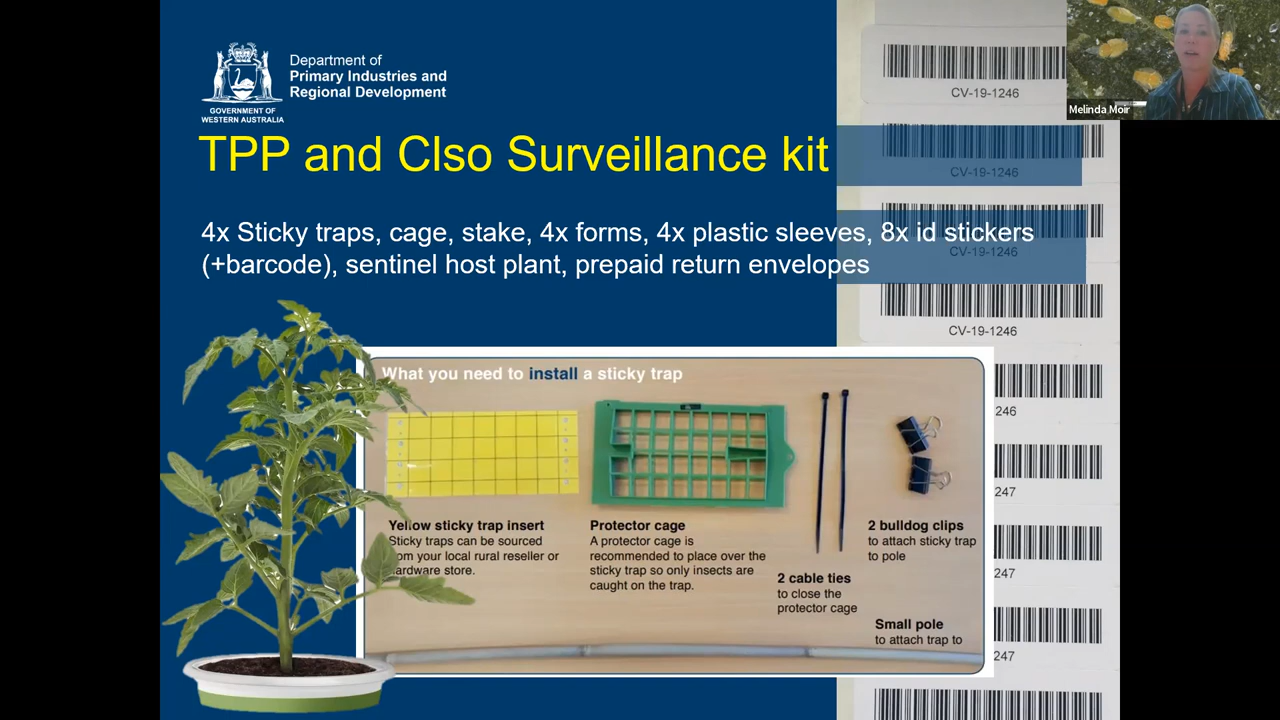 Department of
Primary Industries and
Regional Development
GOVERNMENT OF
WESTERN AUSTRALIA
TPP and Clso Surveillance kit
4x Sticky traps, cage, stake, 4x forms, 4x plastic sleeves, 8x id stickers
(+barcode), sentinel host plant, prepaid return envelopes
What you need to install a sticky trap
Yellow sticky trap insert
Sticky traps can be sourced
from your local rural reseller or
hardware store.
Protector cage
A protector cage is
recommended to place over the
sticky trap so only insects are
caught on the trap.
2 cable ties
to close the
protector cage
2 bulldog clips
to attach sticky trap
to pole
Small pole
to attach trap to
CV-19-1246
CV-19-1246
CV-19-1246
CV-19-1246
246
247
247
247
Melinda Moir